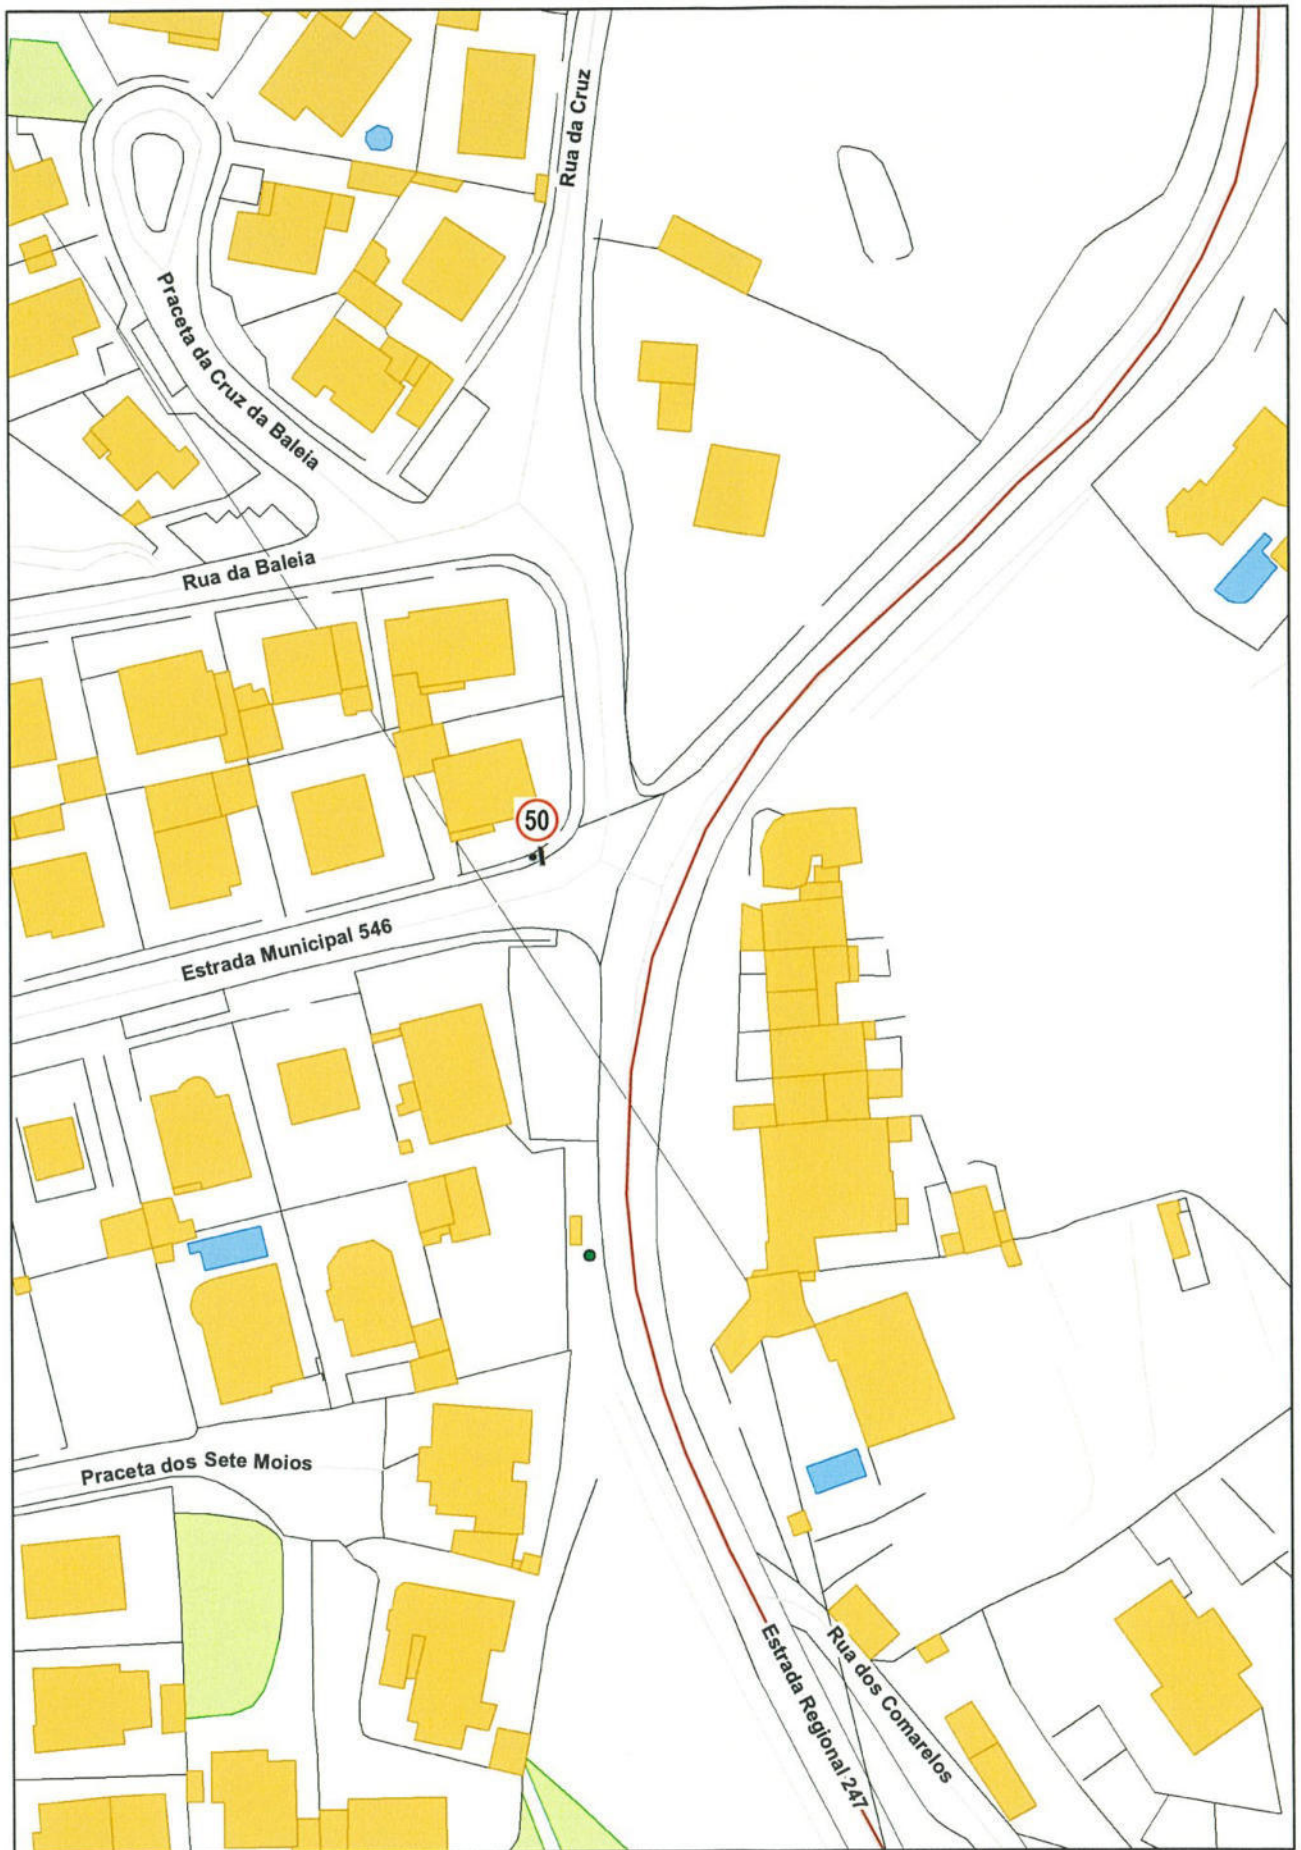 Rua da Cruz
Praceta da Cruz da Baleia
Rua da Baleia
50
Estrada Municipal 546
Praceta dos Sete Moios
Estrada Regional 247
Rua dos Comarelos